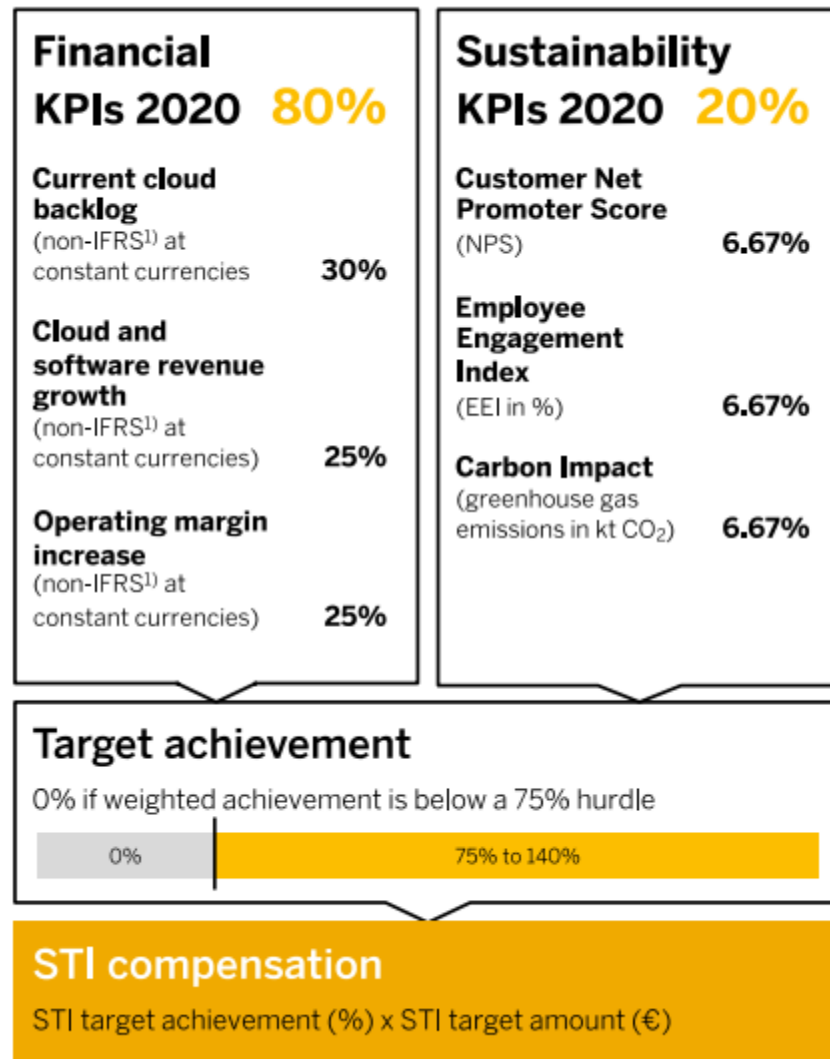 Financial
KPIs 2020 80%
Current cloud
backlog
(non-IFRS1) at
constant currencies 30%
Cloud and
software revenue
growth
(non-IFRS1) at
constant currencies) 25%
Operating margin
increase
(non-IFRS1) at
constant currencies) 25%
Sustainability
KPIs 2020 20%
Customer Net
Promoter Score
(NPS) 6.67%
Employee
Engagement
Index
(EEI in %) 6.67%
Carbon Impact
(greenhouse gas
emissions in kt CO2) 6.67%
Target achievement
0% if weighted achievement is below a 75% hurdle
0% 75% to 140%
STI compensation
STI target achievement (%) x STI target amount (€)